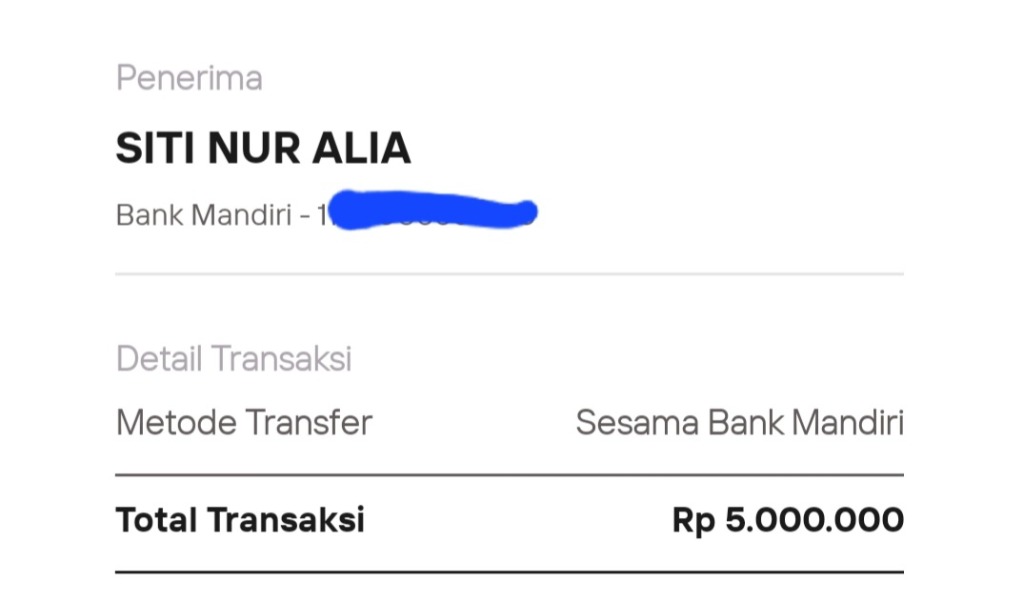 Penerima
SITI NUR ALIA
Bank Mandiri - 1
Detail Transaksi
Metode Transfer Sesama Bank Mandiri
Total Transaksi Rp 5.000.000